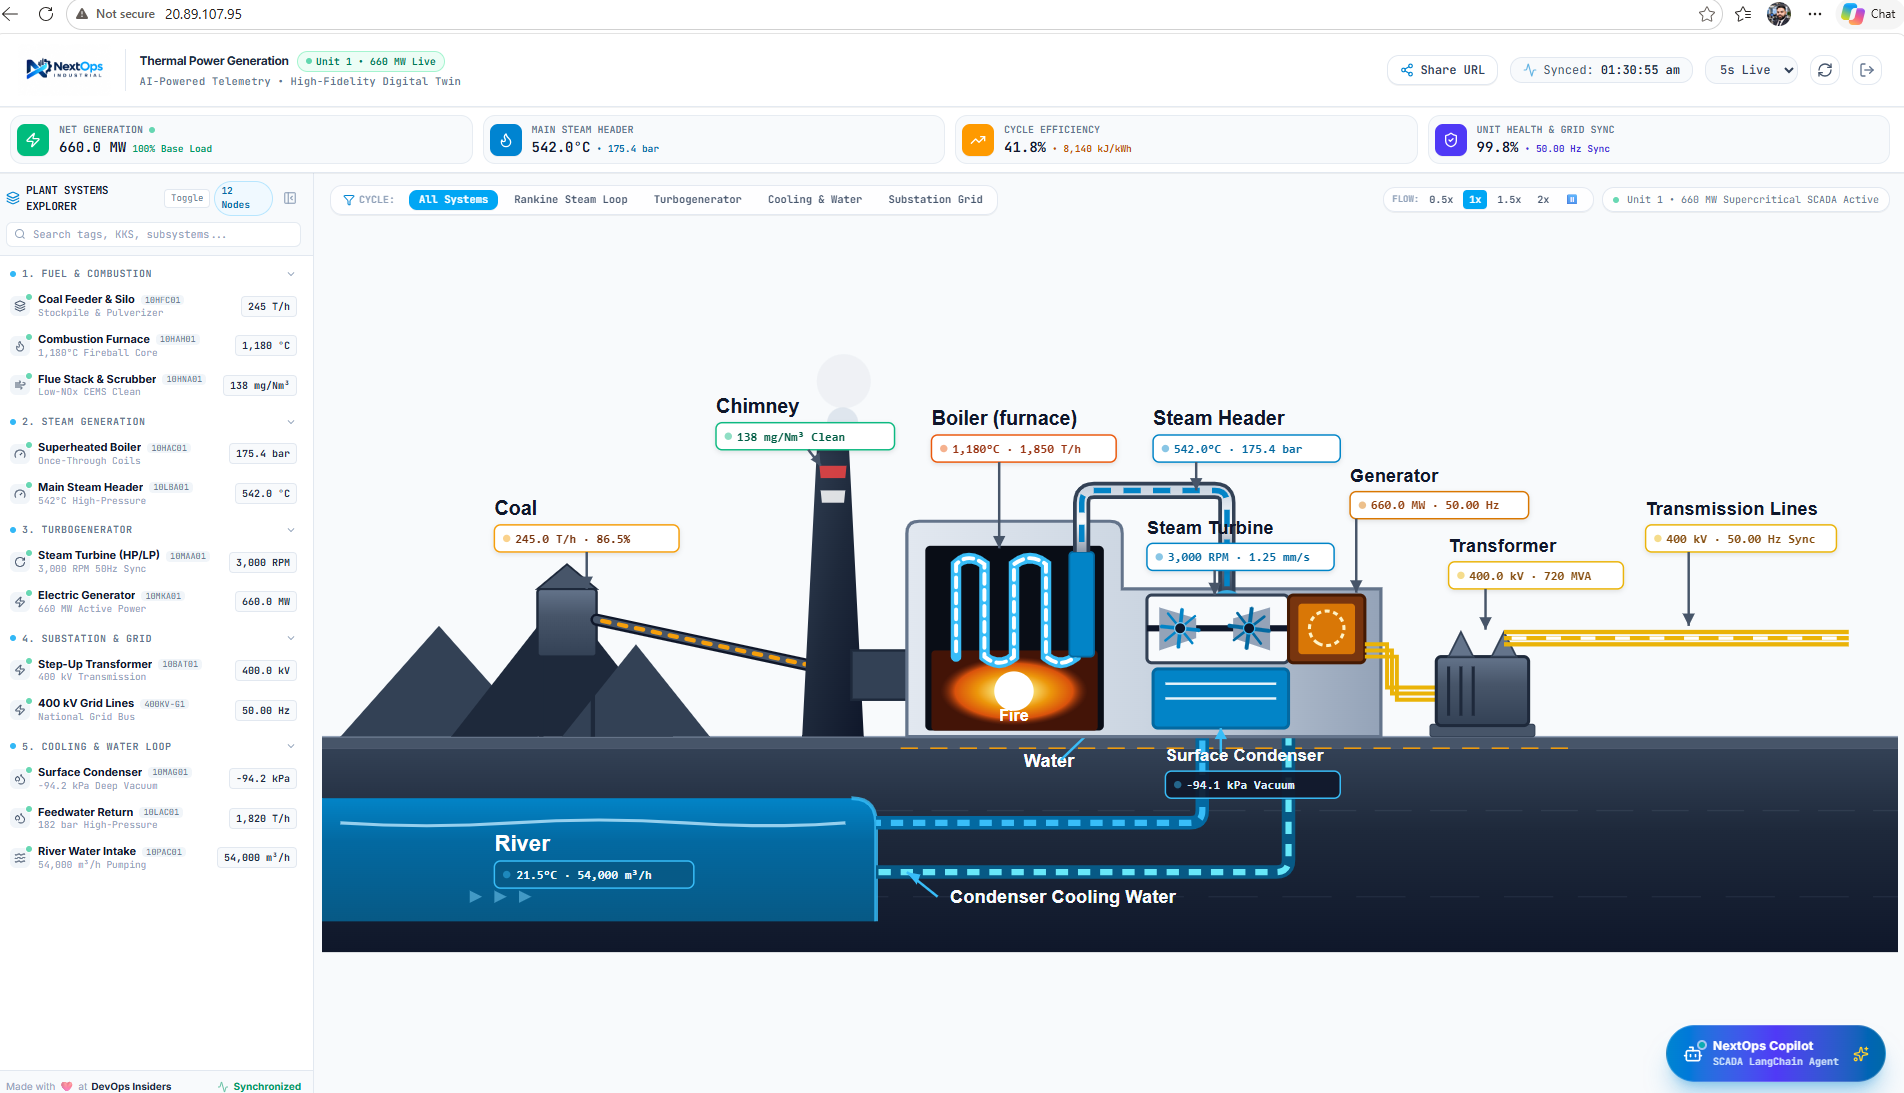 Not secure 20.89.107.95
Chat
NextOps
INDUSTRIAL
Thermal Power Generation
Unit 1 • 660 MW Live
AI-Powered Telemetry • High-Fidelity Digital Twin
Share URL
Synced: 01:30:55 am
5s Live
NET GENERATION
660.0 MW 100% Base Load
MAIN STEAM HEADER
542.0°C • 175.4 bar
CYCLE EFFICIENCY
41.8% • 8,140 kJ/kWh
UNIT HEALTH & GRID SYNC
99.8% • 50.00 Hz Sync
PLANT SYSTEMS EXPLORER
Toggle
12 Nodes
Search tags, KKS, subsystems...
1. FUEL & COMBUSTION
Coal Feeder & Silo 10HFC01
Stockpile & Pulverizer
245 T/h
Combustion Furnace 10HAH01
1,180°C Fireball Core
1,180 °C
Flue Stack & Scrubber 10HNA01
Low-NOx CEMS Clean
138 mg/Nm³
2. STEAM GENERATION
Superheated Boiler 10HAC01
Once-Through Coils
175.4 bar
Main Steam Header 10LBA01
542°C High-Pressure
542.0 °C
3. TURBOGENERATOR
Steam Turbine (HP/LP) 10MAA01
3,000 RPM 50Hz Sync
3,000 RPM
Electric Generator 10MKA01
660 MW Active Power
660.0 MW
4. SUBSTATION & GRID
Step-Up Transformer 10BAT01
400 kV Transmission
400.0 kV
400 kV Grid Lines 400KV-G1
National Grid Bus
50.00 Hz
5. COOLING & WATER LOOP
Surface Condenser 10MAG01
-94.2 kPa Deep Vacuum
-94.2 kPa
Feedwater Return 10LAC01
182 bar High-Pressure
1,820 T/h
River Water Intake 10PAC01
54,000 m³/h Pumping
54,000 m³/h
Made with at DevOps Insiders
Synchronized
CYCLE: All Systems Rankine Steam Loop Turbogenerator Cooling & Water Substation Grid
FLOW: 0.5x 1x 1.5x 2x
Unit 1 • 660 MW Supercritical SCADA Active
Chimney
138 mg/Nm³ Clean
Boiler (furnace)
1,180°C · 1,850 T/h
Steam Header
542.0°C · 175.4 bar
Generator
660.0 MW · 50.00 Hz
Coal
245.0 T/h · 86.5%
Steam Turbine
3,000 RPM · 1.25 mm/s
Transformer
400.0 kV · 720 MVA
Transmission Lines
400 kV · 50.00 Hz Sync
Fire
Water
Surface Condenser
-94.1 kPa Vacuum
River
21.5°C · 54,000 m³/h
Condenser Cooling Water
NextOps Copilot
SCADA LangChain Agent